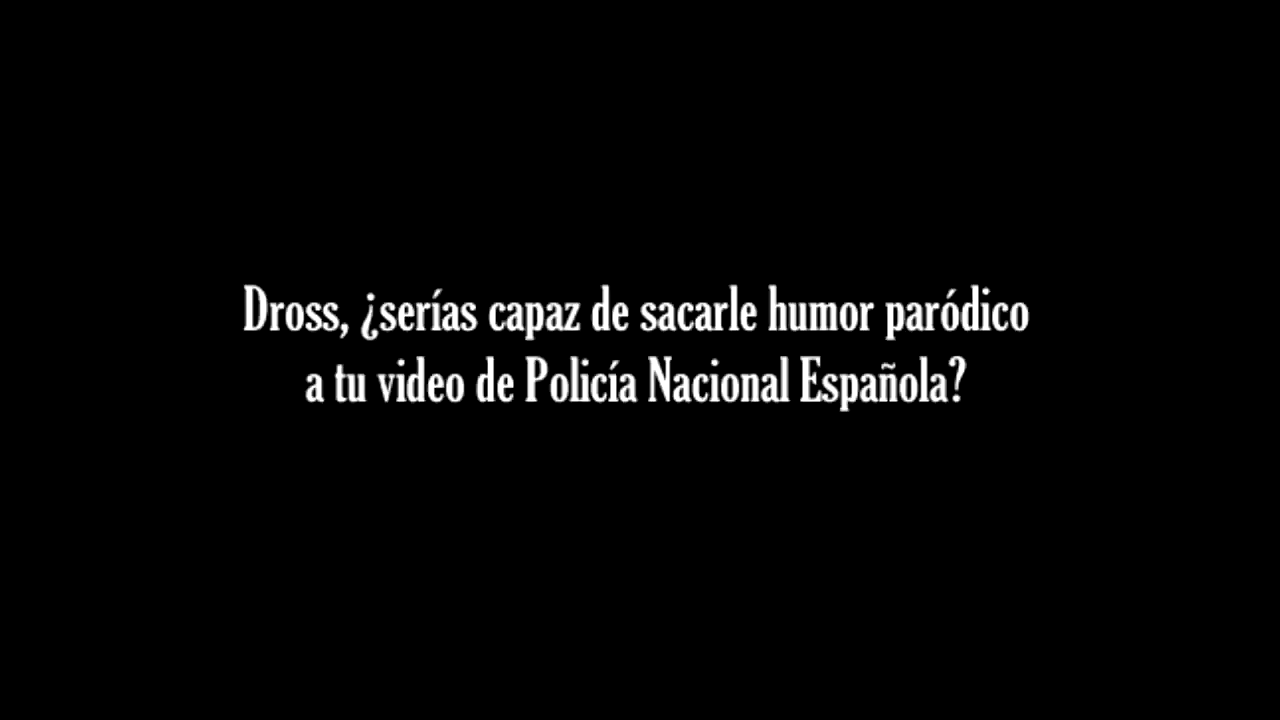 Dross, ¿serías capaz de sacarle humor paródico
a tu video de Policía Nacional Española?